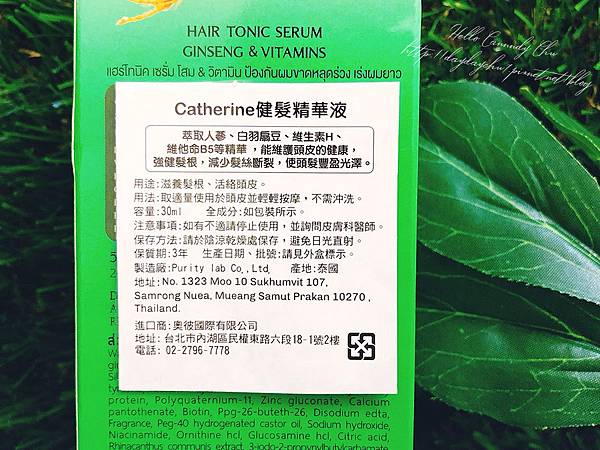 HAIR TONIC SERUM
GINSENG & VITAMINS
แฮร์โทนิค เซรั่ม โสม & วิตามิน ป้องกันผมขาดหลุดร่วง เร่งผมยาว
Hello Canundy Chu
Catherine健髮精華液
萃取人蔘、白羽扇豆、維生素H、
維他命B5等精華，能維護頭皮的健康，
強健髮根，減少髮絲斷裂，使頭髮豐盈光澤。
用途:滋養髮根、活絡頭皮。
用法:取適量使用於頭皮並輕輕按摩，不需沖洗。
容量:30ml 全成分:如包裝所示。
注意事項:如有不適請停止使用，並詢問皮膚科醫師。
保存方法:請於陰涼乾燥處保存，避免日光直射。
保質期:3年 生產日期、批號:請見外盒標示。
製造廠:Purity lab Co.,Ltd. 產地:泰國
地址:No. 1323 Moo 10 Sukhumvit 107,
Samrong Nuea, Mueang Samut Prakan 10270 ,
Thailand.
進口商:奧彼國際有限公司
地址: 台北市內湖區民權東路六段18-1號2樓
電話: 02-2796-7778
protein, Polyquaternium-11, Zinc gluconate, Calcium
pantothenate, Biotin, Ppg-26-buteth-26, Disodium edta,
Fragrance, Peg-40 hydrogenated castor oil, Sodium hydroxide,
Niacinamide, Ornithine hcl, Glucosamine hcl, Citric acid,
Rhinacanthus communis extract, 3-iodo-2-propynylbutylcarbamate